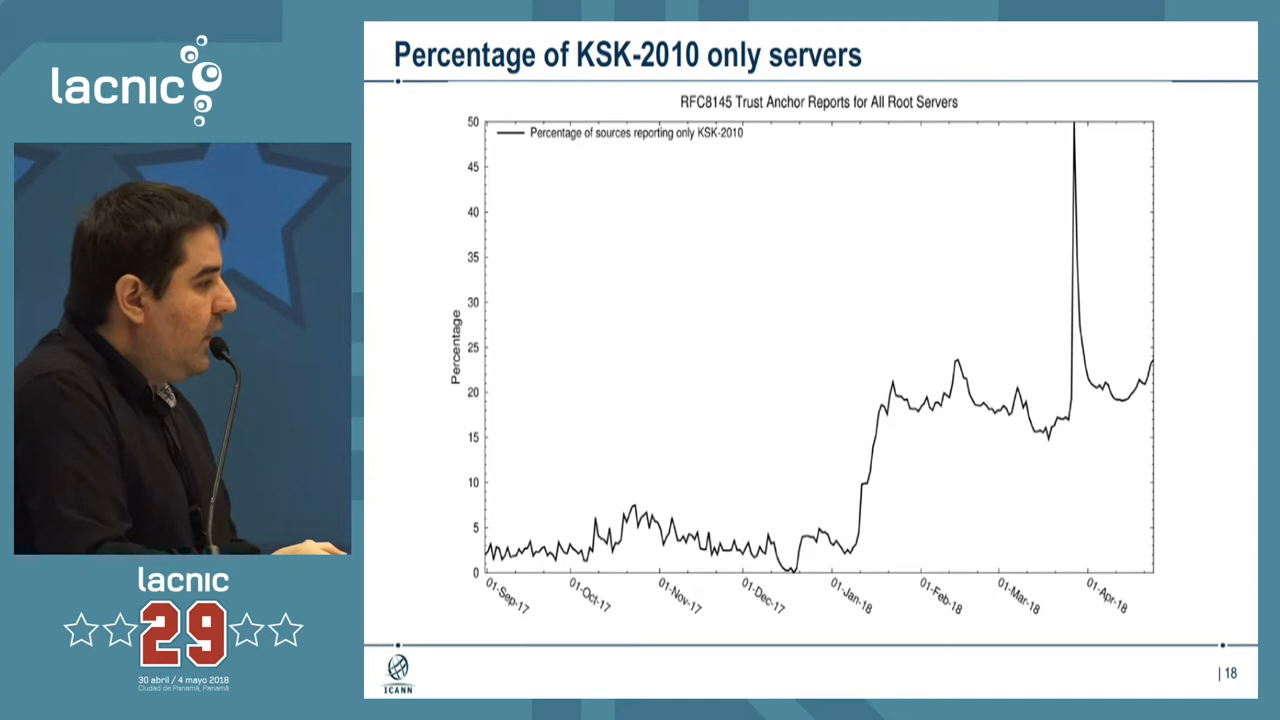 lacnic
Percentage of KSK-2010 only servers
RFC8145 Trust Anchor Reports for All Root Servers
Percentage of sources reporting only KSK-2010
50
45
40
35
30
25
20
15
10
5
0
Percentage
01-Sep-17
01-Oct-17
01-Nov-17
01-Dec-17
01-Jan-18
01-Feb-18
01-Mar-18
01-Apr-18
lacnic
29
30 abril / 4 mayo 2018
Ciudad de Panamá, Panamá
ICANN
| 18